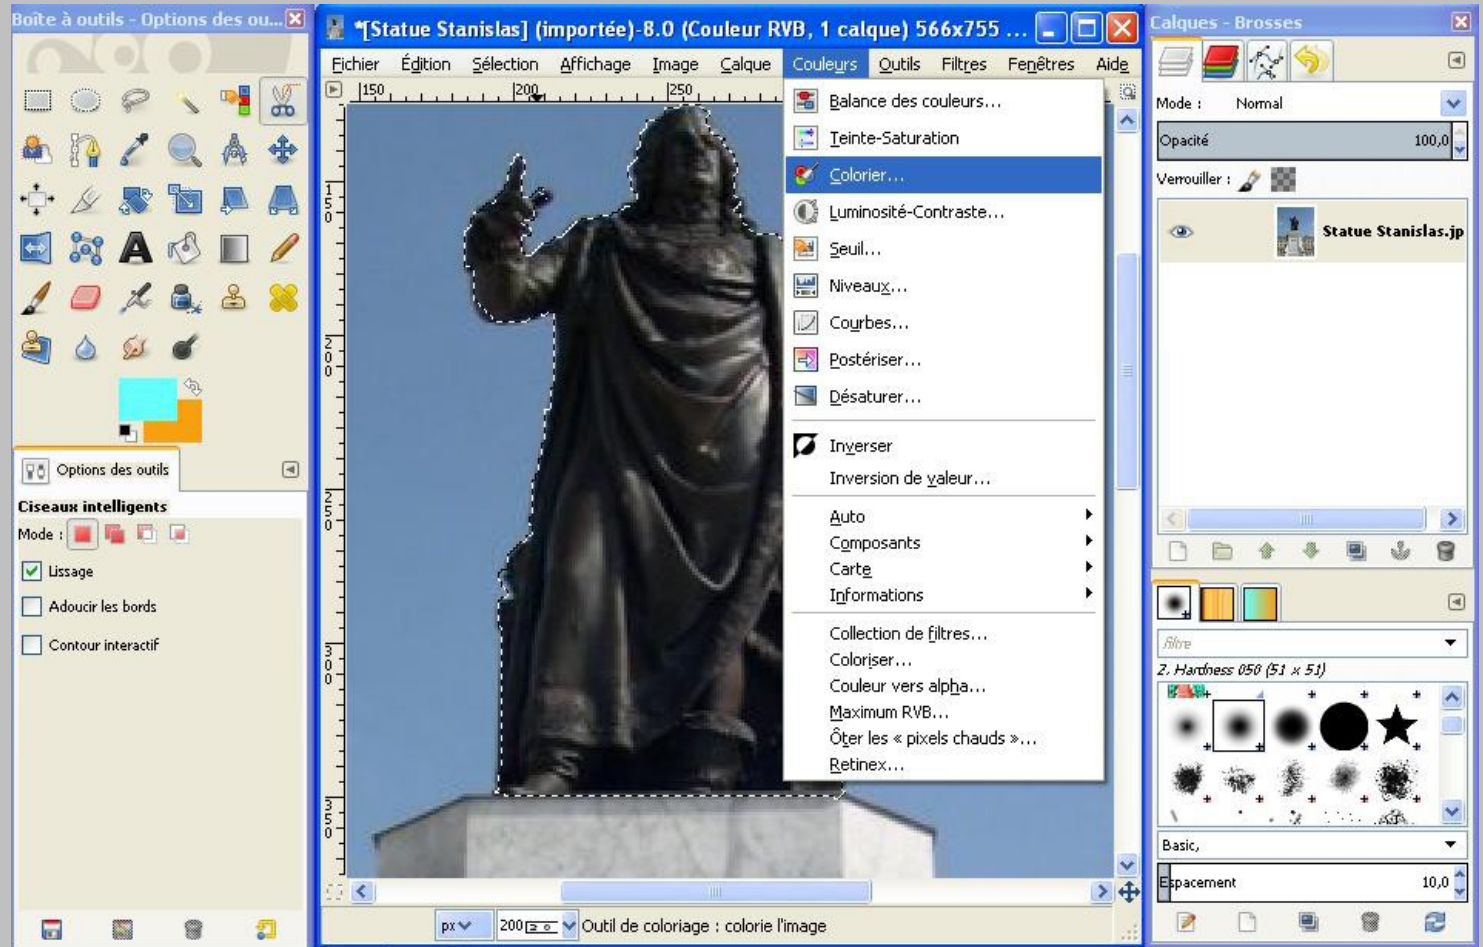 Boîte à outils - Options des ou...
*[Statue Stanislas] (importée)-8.0 (Couleur RVB, 1 calque) 566x755 ...
Calques - Brosses
Fichier Édition Sélection Affichage Image Calque Couleurs Outils Filtres Fenêtres Aide
150 200 250
150
200
250
300
350
Balance des couleurs...
Teinte-Saturation
Colorier...
Luminosité-Contraste...
Seuil...
Niveaux...
Courbes...
Postériser...
Désaturer...
Inverser
Inversion de valeur...
Auto
Composants
Carte
Informations
Collection de filtres...
Coloriser...
Couleur vers alpha...
Maximum RVB...
Ôter les « pixels chauds »...
Retinex...
Options des outils
Ciseaux intelligents
Mode :
Lissage
Adoucir les bords
Contour interactif
px 200 Outil de coloriage : colorie l'image
Mode : Normal
Opacité 100,0
Verrouiller :
Statue Stanislas.jp
filtre
2. Hardness 050 (51 x 51)
Basic,
Espacement 10,0